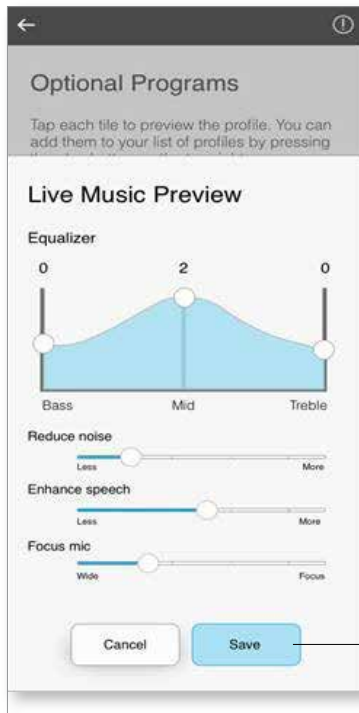 Optional Programs
Tap each tile to preview the profile. You can
add them to your list of profiles by pressing
Live Music Preview
Equalizer
0 2 0
Bass Mid Treble
Reduce noise
Less More
Enhance speech
Less More
Focus mic
Wide Focus
Cancel Save